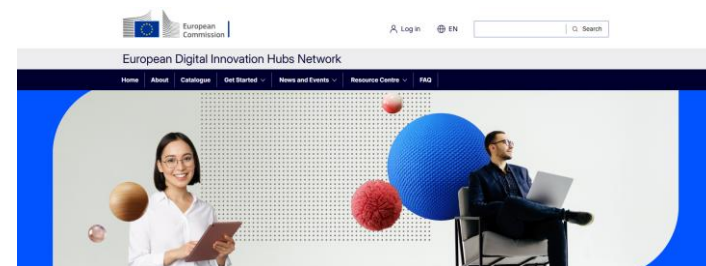 European
Commission
Log in
EN
Search
European Digital Innovation Hubs Network
Home About Catalogue Get Started News and Events Resource Centre FAQ